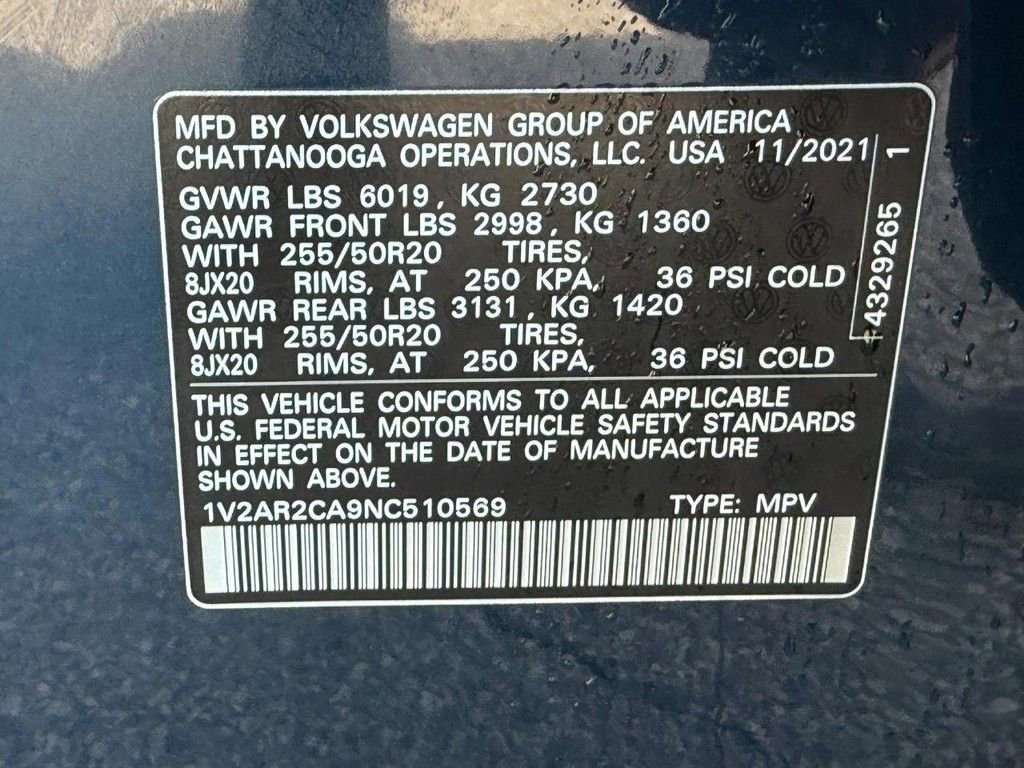 MFD BY VOLKSWAGEN GROUP OF AMERICA
CHATTANOOGA OPERATIONS, LLC. USA 11/2021
GVWR LBS 6019, KG 2730
GAWR FRONT LBS 2998, KG 1360
WITH 255/50R20 TIRES,
8JX20 RIMS, AT 250 KPA, 36 PSI COLD
GAWR REAR LBS 3131, KG 1420
WITH 255/50R20 TIRES,
8JX20 RIMS, AT 250 KPA, 36 PSI COLD
4329265 1
THIS VEHICLE CONFORMS TO ALL APPLICABLE
U.S. FEDERAL MOTOR VEHICLE SAFETY STANDARDS
IN EFFECT ON THE DATE OF MANUFACTURE
SHOWN ABOVE.
1V2AR2CA9NC510569 TYPE: MPV